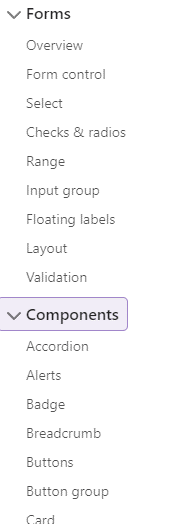 Forms
Overview
Form control
Select
Checks & radios
Range
Input group
Floating labels
Layout
Validation
Components
Accordion
Alerts
Badge
Breadcrumb
Buttons
Button group
Card